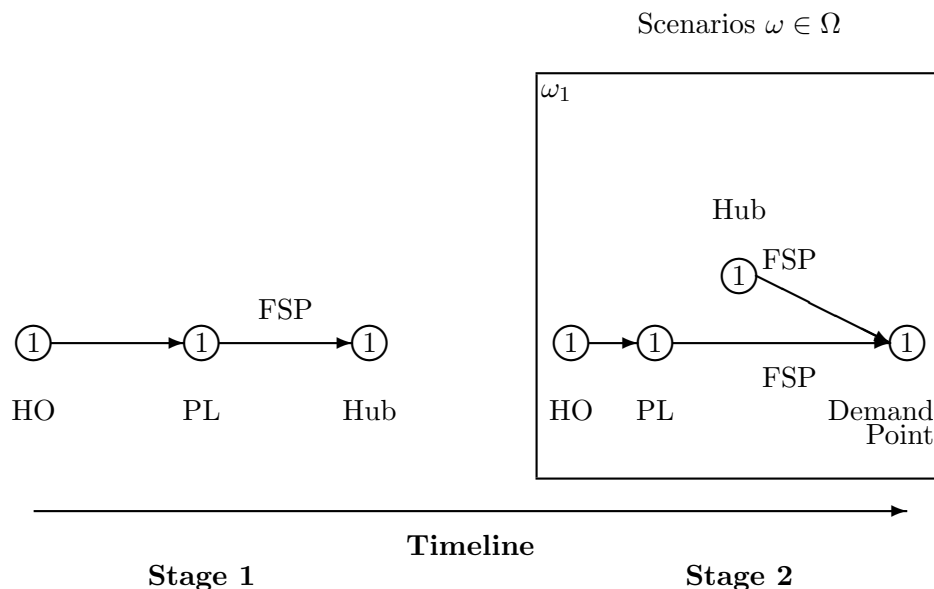 Scenarios ω ∈ Ω
ω₁
Hub
FSP
1
FSP
1
1
1
1
1
1
FSP
HO
PL
Hub
HO
PL
Demand
Point
Timeline
Stage 1
Stage 2